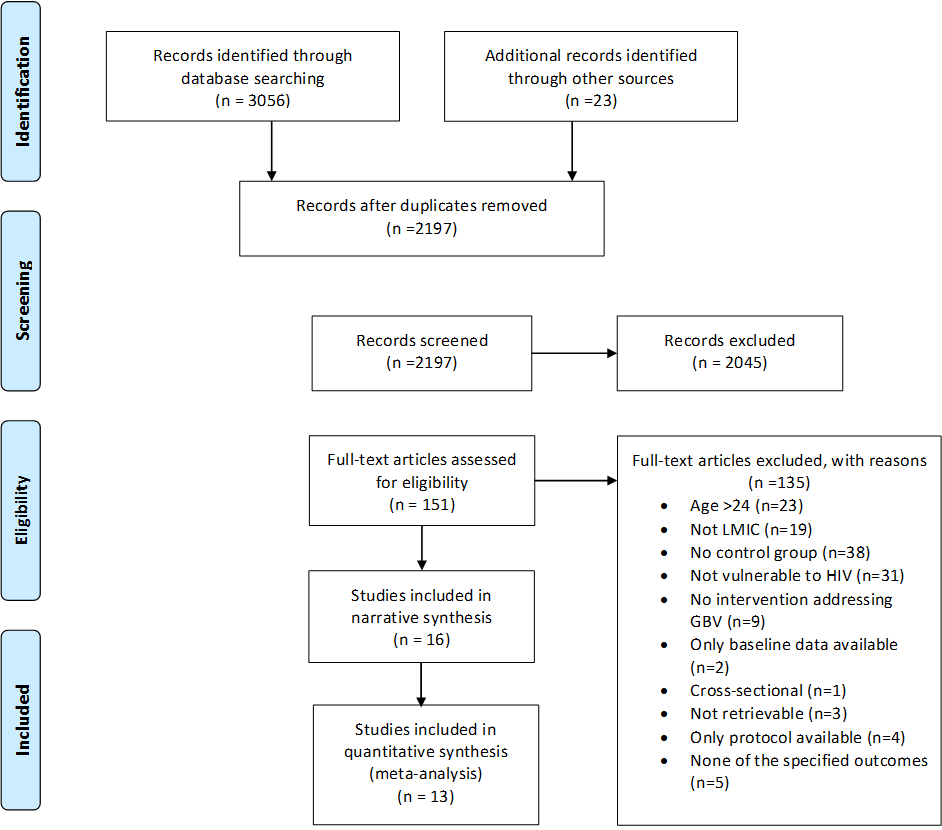 Identification
Records identified through
database searching
(n = 3056)
Additional records identified
through other sources
(n =23)
Records after duplicates removed
(n =2197)
Screening
Records screened
(n =2197)
Records excluded
(n = 2045)
Eligibility
Full-text articles assessed
for eligibility
(n = 151)
Full-text articles excluded, with reasons
(n =135)
• Age >24 (n=23)
• Not LMIC (n=19)
• No control group (n=38)
• Not vulnerable to HIV (n=31)
• No intervention addressing
GBV (n=9)
• Only baseline data available
(n=2)
• Cross-sectional (n=1)
• Not retrievable (n=3)
• Only protocol available (n=4)
• None of the specified outcomes
(n=5)
Studies included in
narrative synthesis
(n = 16)
Included
Studies included in
quantitative synthesis
(meta-analysis)
(n = 13)